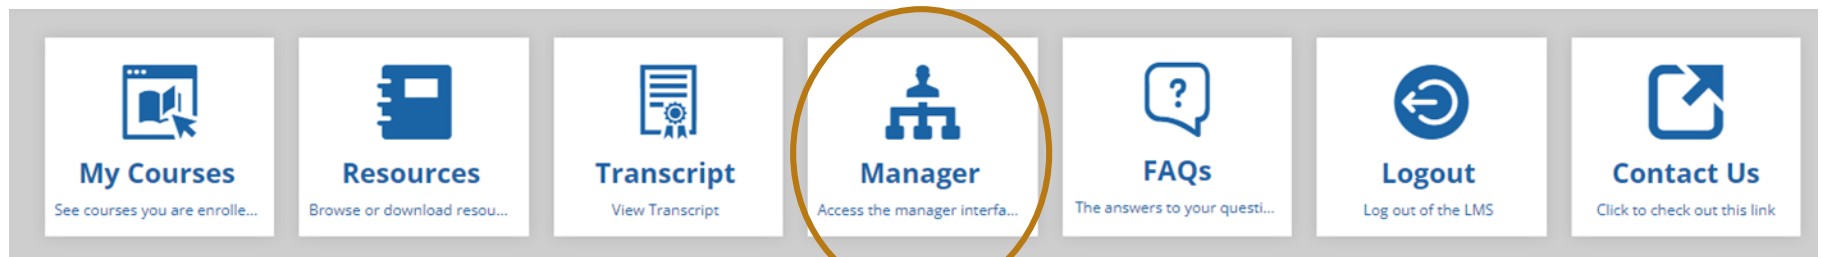 My Courses
See courses you are enrolle...
Resources
Browse or download resou...
Transcript
View Transcript
Manager
Access the manager interfa...
?
FAQs
The answers to your questi...
Logout
Log out of the LMS
Contact Us
Click to check out this link